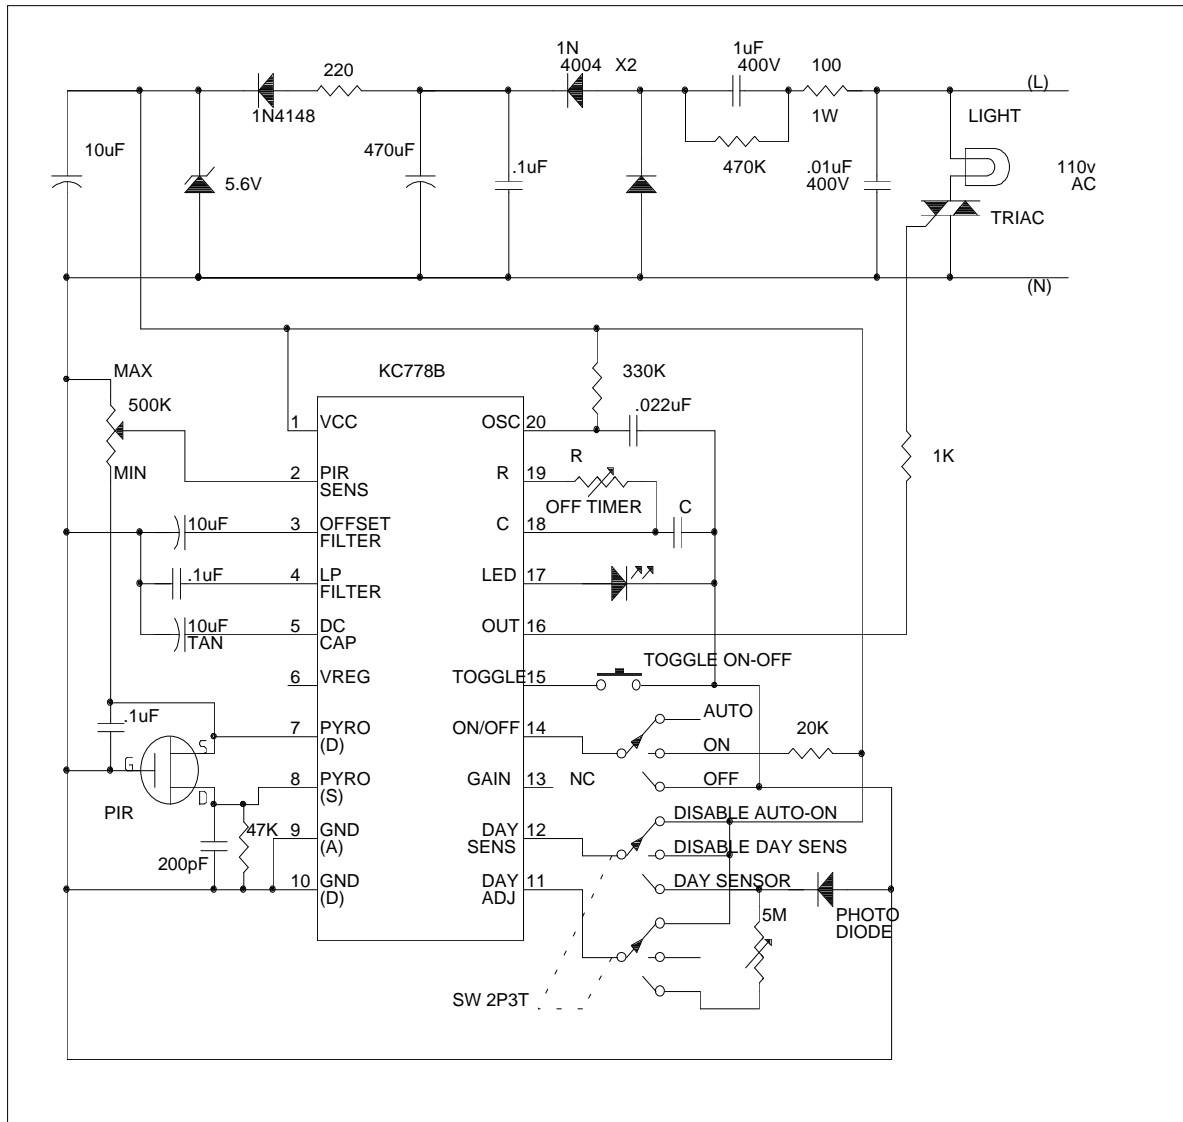 1N
4004 X2
1uF
400V
220
100
(L)
1N4148
1W
LIGHT
10uF
470uF
.1uF
5.6V
470K
.01uF
400V
110v
AC
TRIAC
(N)
MAX
KC778B
330K
500K
.022uF
1 VCC
OSC 20
MIN
2 PIR
SENS
R 19
R
OFF TIMER
1K
10uF
3 OFFSET
FILTER
C 18
C
.1uF
4 LP
FILTER
LED 17
10uF
TAN
5 DC
CAP
OUT 16
6 VREG
TOGGLE 15
TOGGLE ON-OFF
.1uF
7 PYRO
(D)
ON/OFF 14
AUTO
ON
20K
S
G
D
PIR
8 PYRO
(S)
GAIN 13
NC
OFF
47K
200pF
9 GND
(A)
DAY
SENS 12
DISABLE AUTO-ON
DISABLE DAY SENS
10 GND
(D)
DAY
ADJ 11
DAY SENSOR
5M
PHOTO
DIODE
SW 2P3T